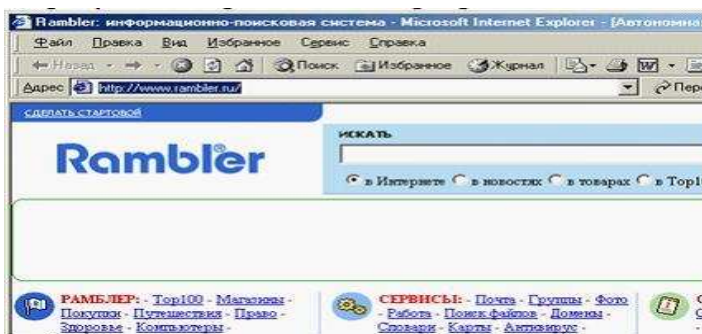 Rambler: информационно-поисковая система - Microsoft Internet Explorer - [Автономна
Файл Правка Вид Избранное Сервис Справка
Назад Поиск Избранное Журнал
Адрес http://www.rambler.ru/ Пере
СДЕЛАТЬ СТАРТОВОЙ
ИСКАТЬ
Rambler
в Интернете в новостях в товарах в Top1
РАМБЛЕР: - Top100 - Магазины -
Покупки - Путешествия - Право -
Здоровье - Компьютеры -
СЕРВИСЫ: - Почта - Группы - Фото
- Работа - Поиск файлов - Домены -
Словари - Карты - Антивирус -